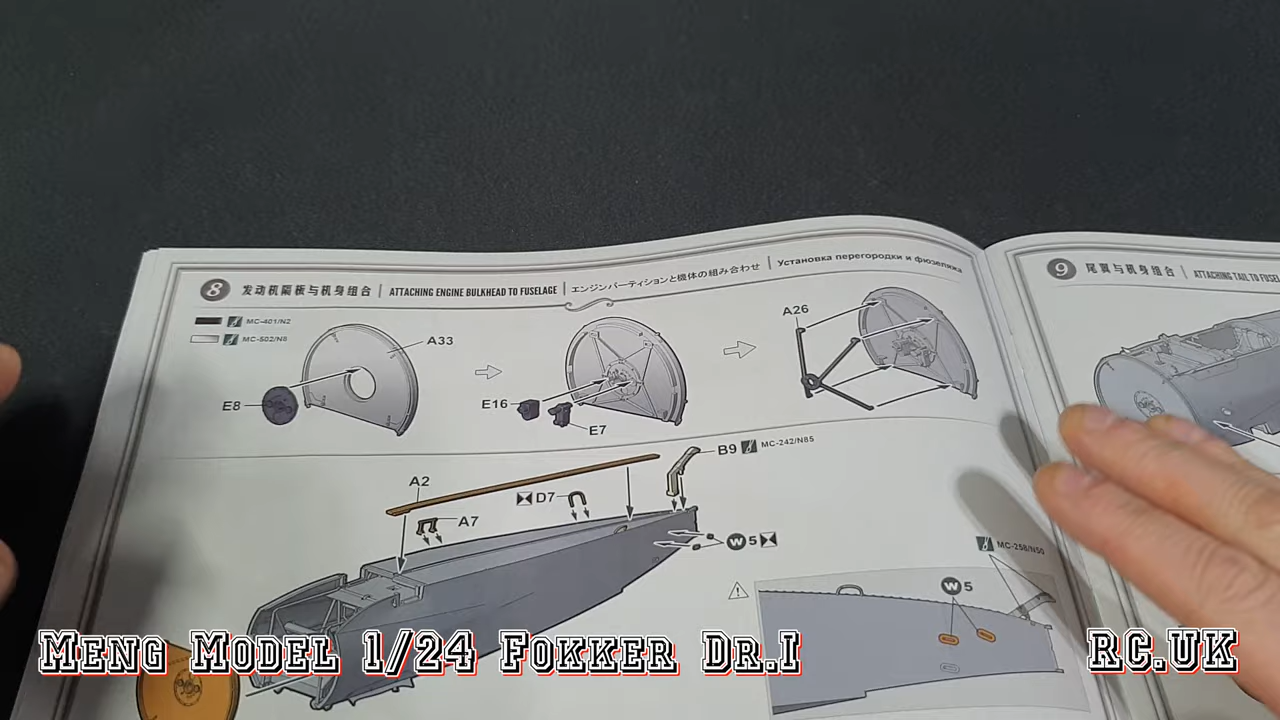 8 发动机隔板与机身组合 | ATTACHING ENGINE BULKHEAD TO FUSELAGE | エンジンパーティションと機体の組み合わせ | Установка перегородки и фюзеляжа
MC-401/N2
MC-502/N8
A33
E8
E16
E7
A26
A2
A7
D7
B9 MC-242/N85
W 5
MC-258/N50
W 5
9 尾翼与机身组合 | ATTACHING TAIL TO
MENG MODEL 1/24 FOKKER DR.I
RC.UK